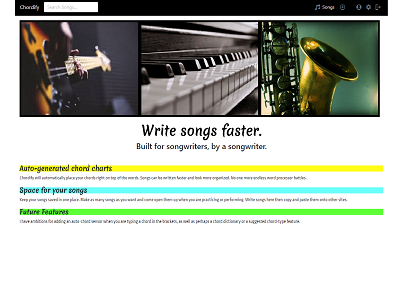 Chordify Search Songs... Songs
Write songs faster.
Built for songwriters, by a songwriter.
Auto-generated chord charts
Chordify will automatically place your chords right on top of the words. Songs can be written faster and look more organized. No one more endless word processor battles.
Space for your songs
Keep your songs saved in one place. Make as many songs as you want and come open them up when you are practicing or performing. Write songs here then copy and paste them onto other sites.
Future Features
I have ambitions for adding an auto-chord sensor when you are typing a chord in the brackets, as well as perhaps a chord dictionary or a suggested chord-type feature.